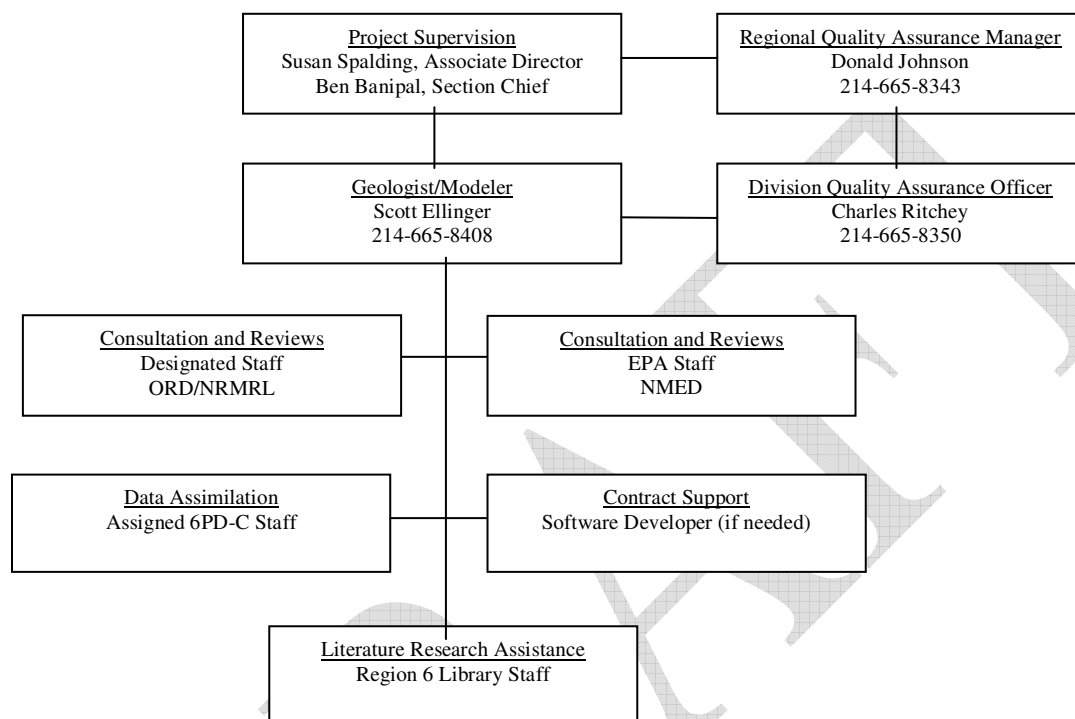 Project Supervision
Susan Spalding, Associate Director
Ben Banipal, Section Chief
Regional Quality Assurance Manager
Donald Johnson
214-665-8343
Geologist/Modeler
Scott Ellinger
214-665-8408
Division Quality Assurance Officer
Charles Ritchey
214-665-8350
Consultation and Reviews
Designated Staff
ORD/NRMRL
Consultation and Reviews
EPA Staff
NMED
Data Assimilation
Assigned 6PD-C Staff
Contract Support
Software Developer (if needed)
Literature Research Assistance
Region 6 Library Staff